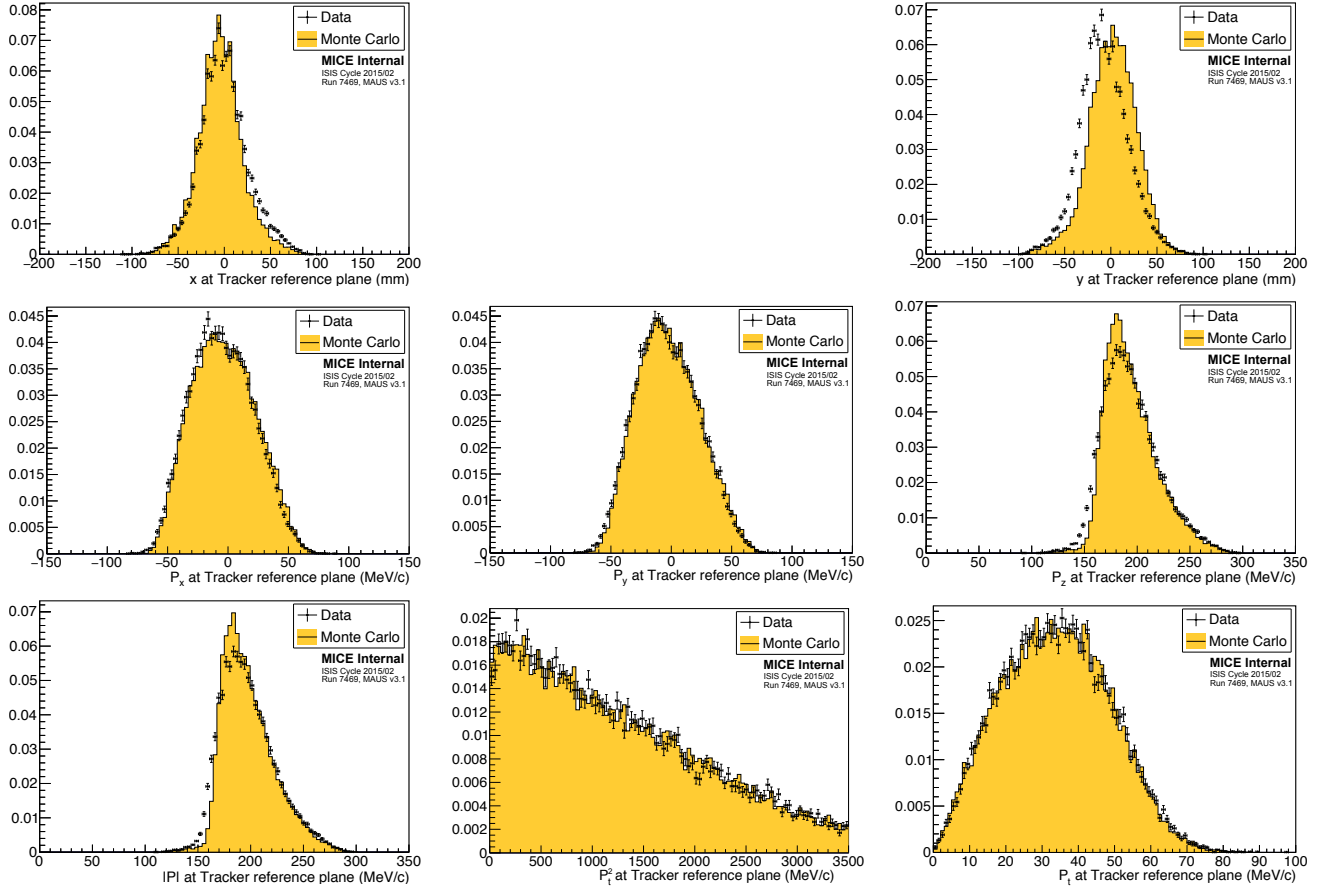 0.08
0.07
0.06
0.05
0.04
0.03
0.02
0.01
0
−200 −150 −100 −50 0 50 100 150 200
x at Tracker reference plane (mm)
Data
Monte Carlo
MICE Internal
ISIS Cycle 2015/02
Run 7469, MAUS v3.1
0.07
0.06
0.05
0.04
0.03
0.02
0.01
0
−200 −150 −100 −50 0 50 100 150 200
y at Tracker reference plane (mm)
Data
Monte Carlo
MICE Internal
ISIS Cycle 2015/02
Run 7469, MAUS v3.1
0.045
0.04
0.035
0.03
0.025
0.02
0.015
0.01
0.005
0
−150 −100 −50 0 50 100 150
Px at Tracker reference plane (MeV/c)
Data
Monte Carlo
MICE Internal
ISIS Cycle 2015/02
Run 7469, MAUS v3.1
0.045
0.04
0.035
0.03
0.025
0.02
0.015
0.01
0.005
0
−150 −100 −50 0 50 100 150
Py at Tracker reference plane (MeV/c)
Data
Monte Carlo
MICE Internal
ISIS Cycle 2015/02
Run 7469, MAUS v3.1
0.07
0.06
0.05
0.04
0.03
0.02
0.01
0
0 50 100 150 200 250 300 350
Pz at Tracker reference plane (MeV/c)
Data
Monte Carlo
MICE Internal
ISIS Cycle 2015/02
Run 7469, MAUS v3.1
0.07
0.06
0.05
0.04
0.03
0.02
0.01
0
0 50 100 150 200 250 300 350
|P| at Tracker reference plane (MeV/c)
Data
Monte Carlo
MICE Internal
ISIS Cycle 2015/02
Run 7469, MAUS v3.1
0.02
0.018
0.016
0.014
0.012
0.01
0.008
0.006
0.004
0.002
0
0 500 1000 1500 2000 2500 3000 3500
Pt² at Tracker reference plane (MeV/c)
Data
Monte Carlo
MICE Internal
ISIS Cycle 2015/02
Run 7469, MAUS v3.1
0.025
0.02
0.015
0.01
0.005
0
0 10 20 30 40 50 60 70 80 90 100
Pt at Tracker reference plane (MeV/c)
Data
Monte Carlo
MICE Internal
ISIS Cycle 2015/02
Run 7469, MAUS v3.1